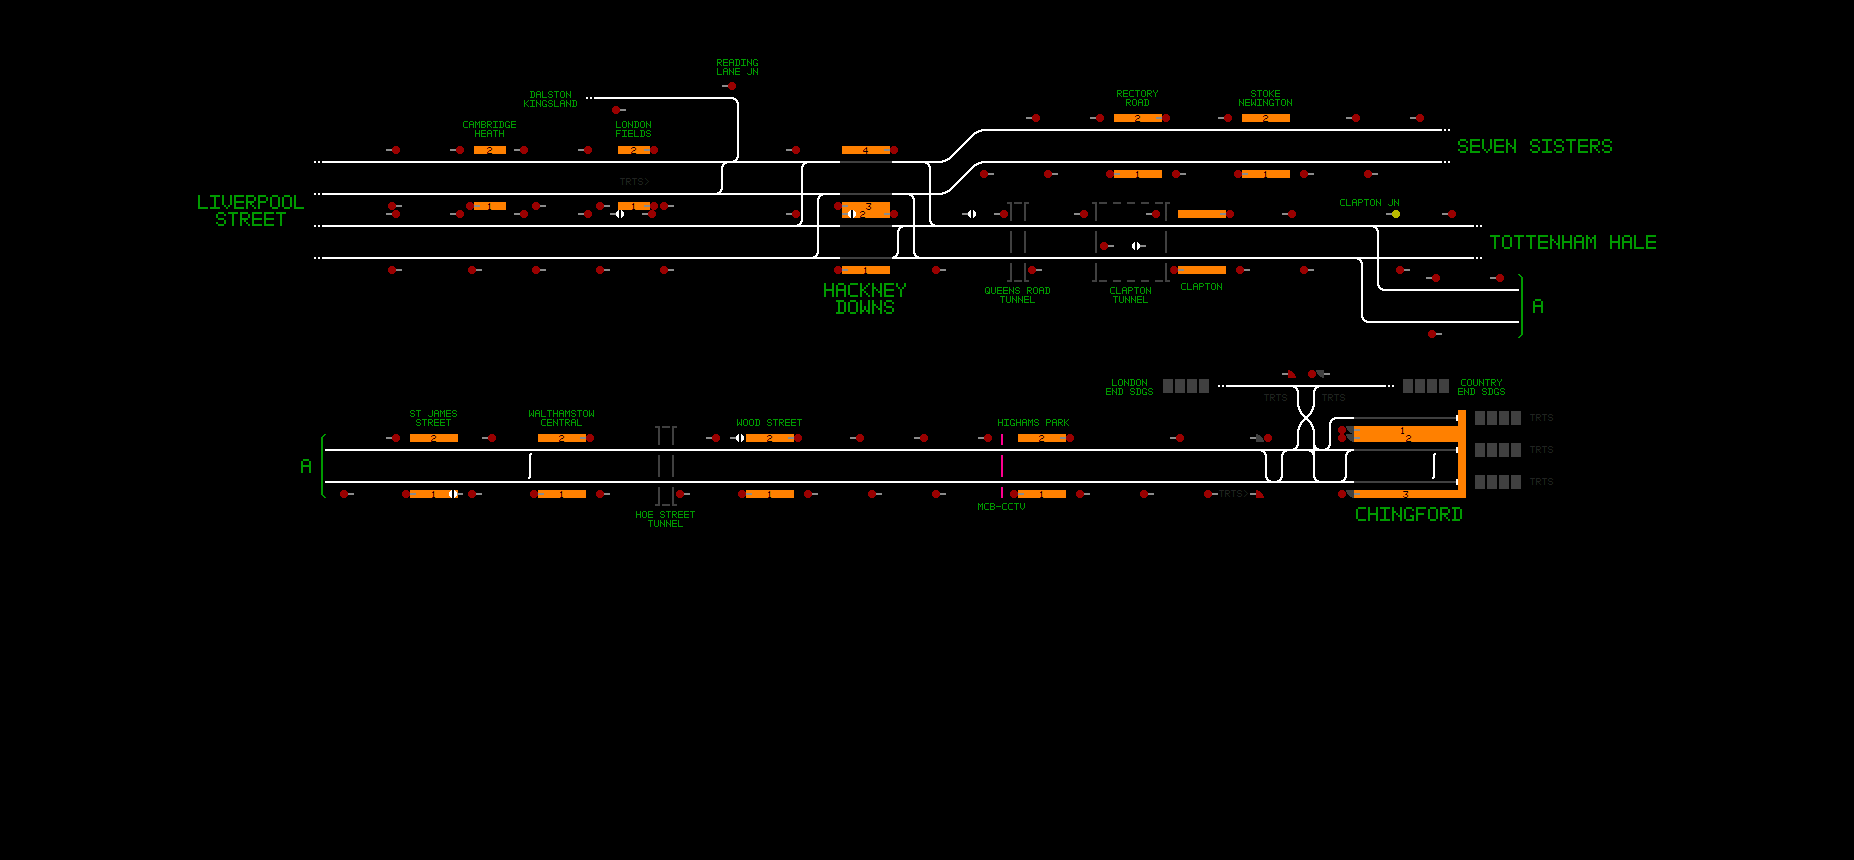 READING
LANE JN
DALSTON
KINGSLAND
RECTORY
ROAD
STOKE
NEWINGTON
2
2
CAMBRIDGE
HEATH
LONDON
FIELDS
2
2
4
SEVEN SISTERS
1
1
TRTS>
LIVERPOOL
STREET
1
1
3
2
CLAPTON JN
TOTTENHAM HALE
1
HACKNEY
DOWNS
QUEENS ROAD
TUNNEL
CLAPTON
TUNNEL
CLAPTON
A
LONDON
END SDGS
COUNTRY
END SDGS
TRTS
TRTS
ST JAMES
STREET
WALTHAMSTOW
CENTRAL
WOOD STREET
HIGHAMS PARK
TRTS
2
2
2
2
1
2
TRTS
A
TRTS
1
1
1
1
TRTS>
3
MCB-CCTV
HOE STREET
TUNNEL
CHINGFORD